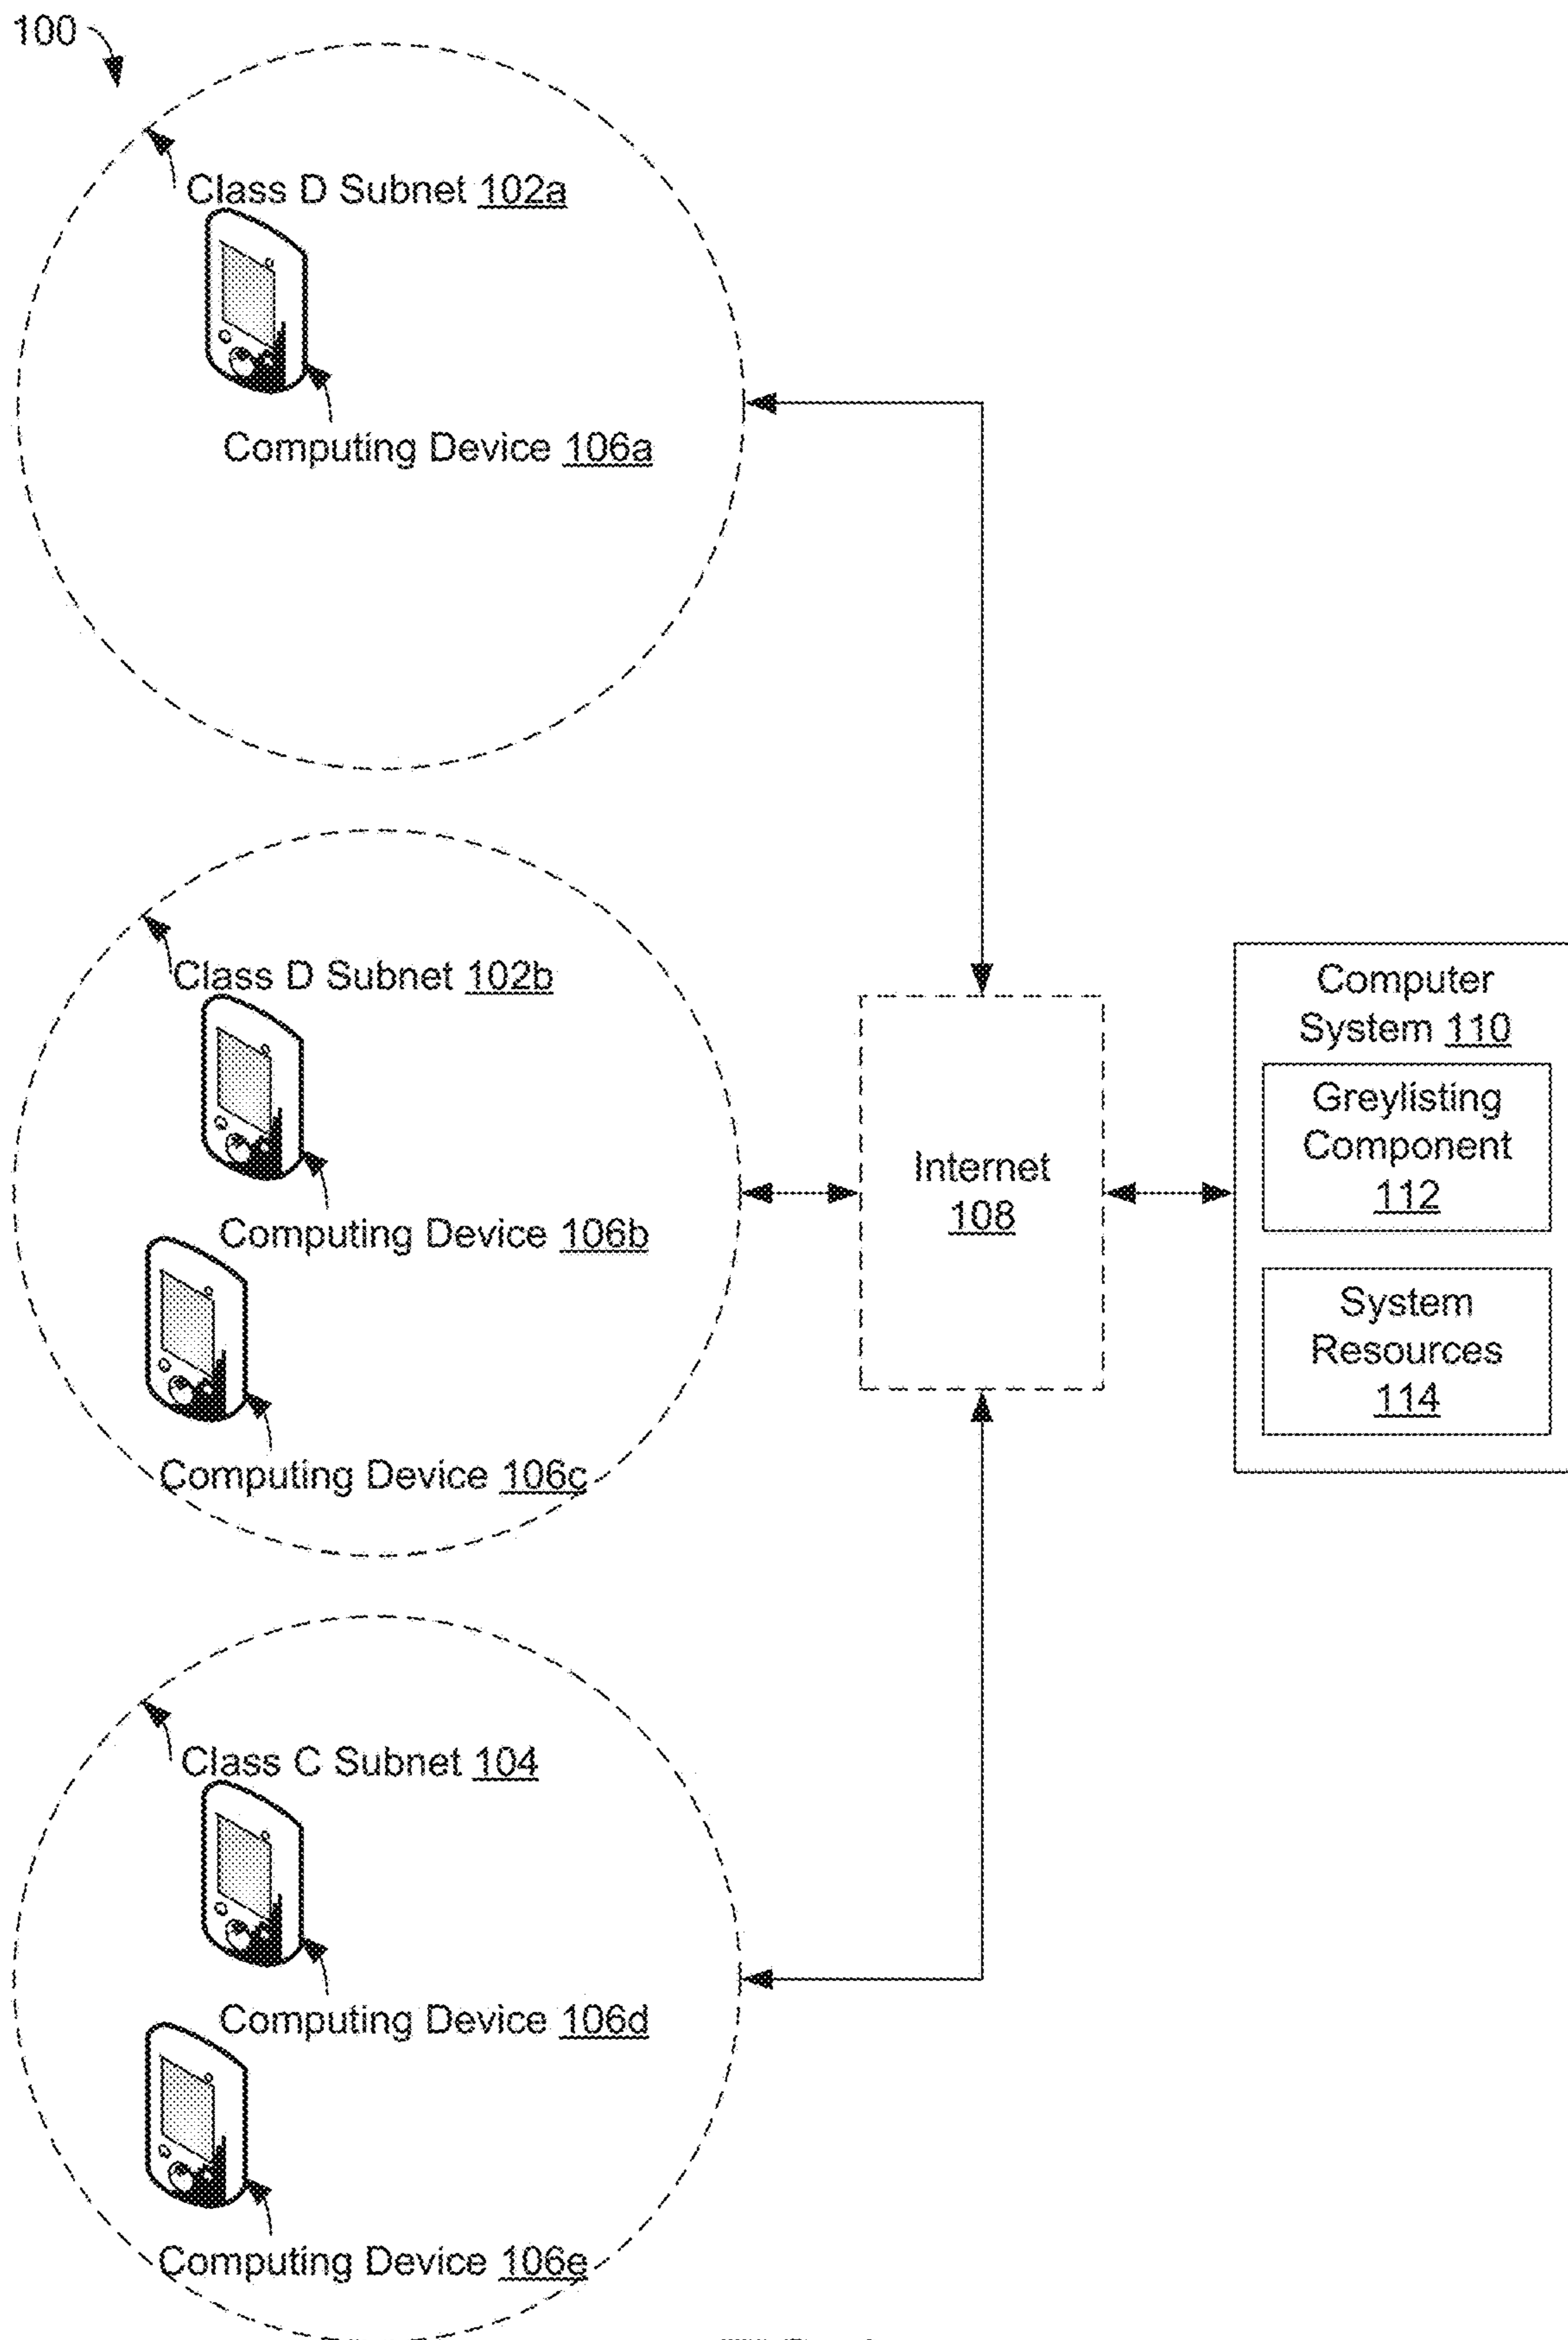 100
Class D Subnet 102a
Computing Device 106a
Class D Subnet 102b
Computing Device 106b
Computing Device 106c
Class C Subnet 104
Computing Device 106d
Computing Device 106e
Internet
108
Computer
System 110
Greylisting
Component
112
System
Resources
114